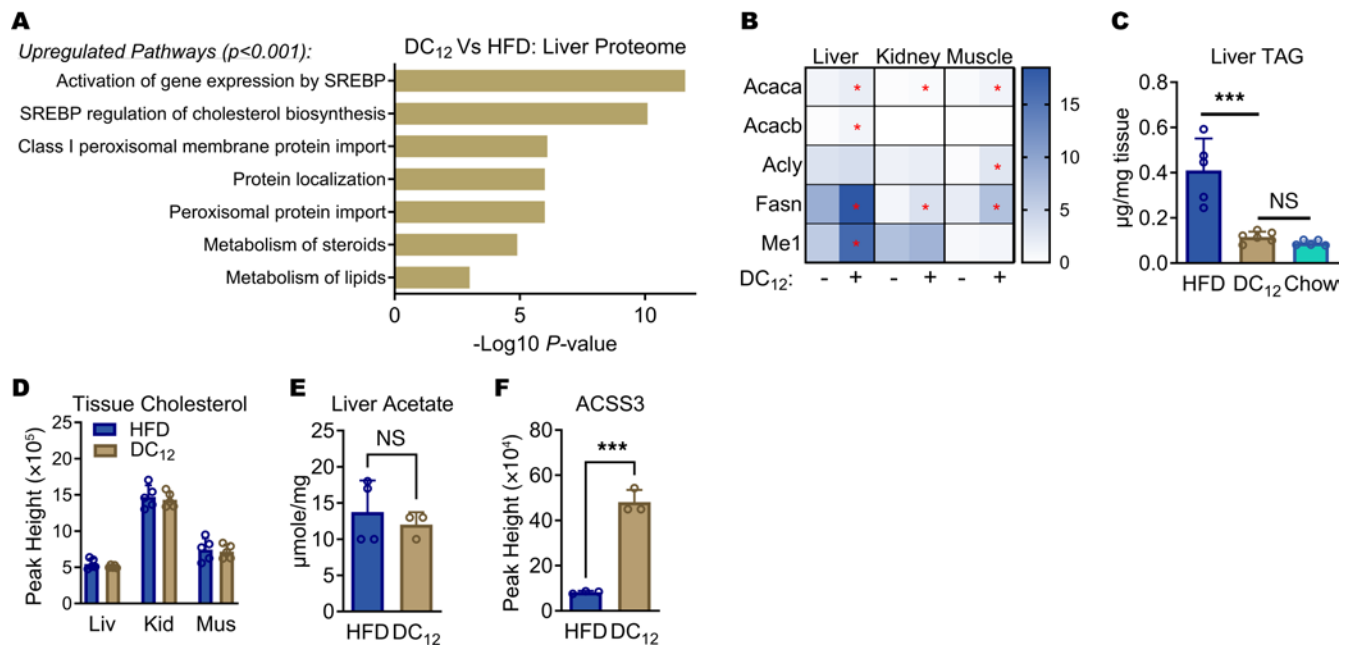 A
Upregulated Pathways (p<0.001):
DC₁₂ Vs HFD: Liver Proteome
Activation of gene expression by SREBP
SREBP regulation of cholesterol biosynthesis
Class I peroxisomal membrane protein import
Protein localization
Peroxisomal protein import
Metabolism of steroids
Metabolism of lipids
0 5 10
-Log10 P-value
B
Liver Kidney Muscle
Acaca * * *
Acacb *
Acly *
Fasn * * *
Me1 *
DC₁₂: - + - + - +
15
10
5
0
C
Liver TAG
***
NS
µg/mg tissue
0.8
0.6
0.4
0.2
0.0
HFD DC₁₂ Chow
D
Tissue Cholesterol
HFD
DC₁₂
Peak Height (×10⁵)
25
20
15
10
5
0
Liv Kid Mus
E
Liver Acetate
NS
µmole/mg
25
20
15
10
5
0
HFD DC₁₂
F
ACSS3
***
Peak Height (×10⁴)
80
60
40
20
0
HFD DC₁₂